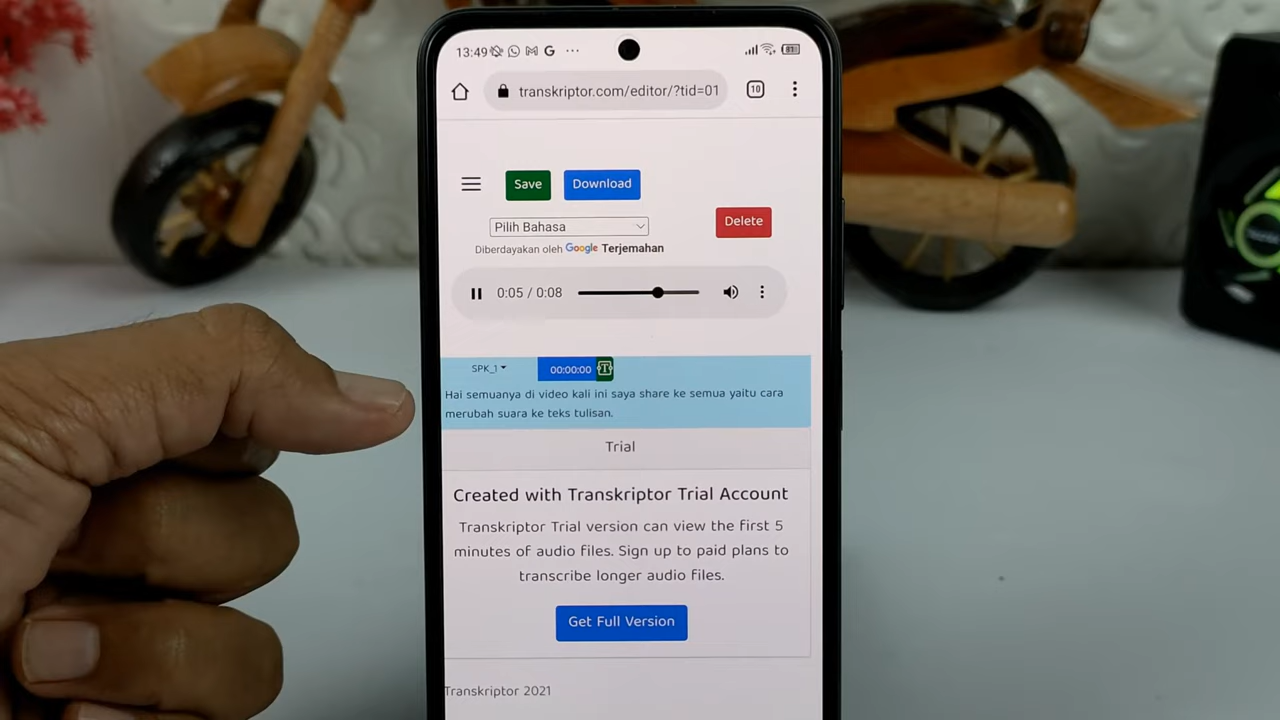 13:49 G ...
81
transkriptor.com/editor/?tid=01
10
Save
Download
Pilih Bahasa
Delete
Diberdayakan oleh Google Terjemahan
0:05 / 0:08
SPK_1
00:00:00
T
Hai semuanya di video kali ini saya share ke semua yaitu cara
merubah suara ke teks tulisan.
Trial
Created with Transkriptor Trial Account
Transkriptor Trial version can view the first 5
minutes of audio files. Sign up to paid plans to
transcribe longer audio files.
Get Full Version
Transkriptor 2021